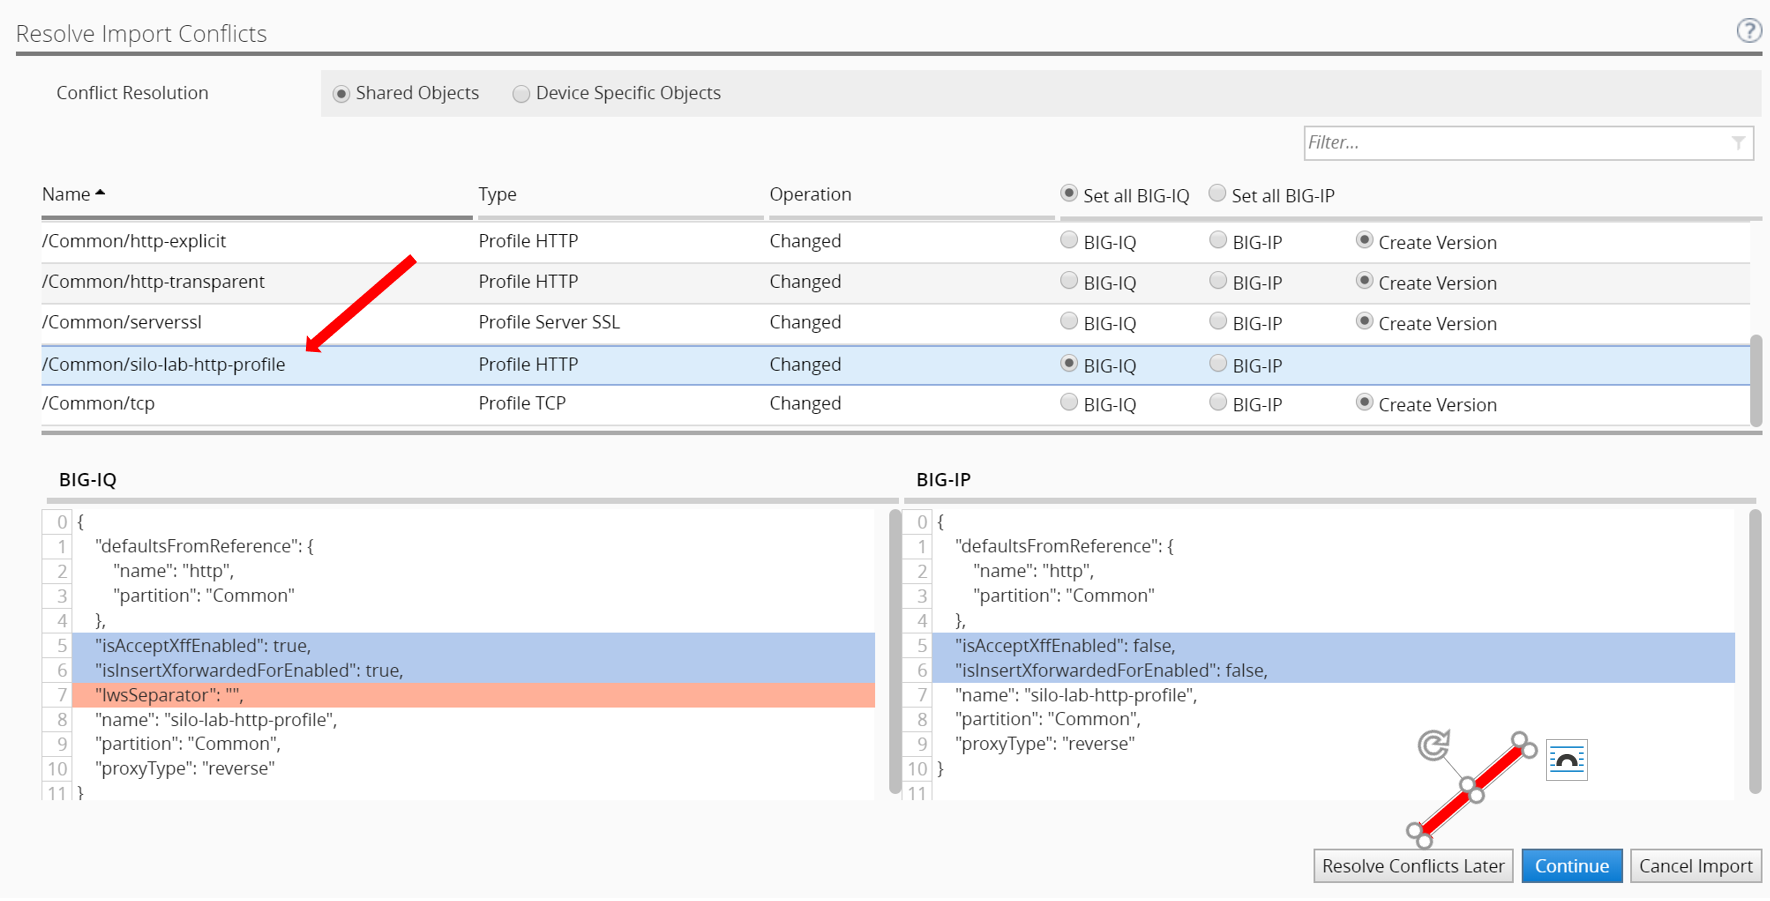 Resolve Import Conflicts
?
Conflict Resolution Shared Objects Device Specific Objects
Filter...
Name Type Operation Set all BIG-IQ Set all BIG-IP
/Common/http-explicit Profile HTTP Changed BIG-IQ BIG-IP Create Version
/Common/http-transparent Profile HTTP Changed BIG-IQ BIG-IP Create Version
/Common/serverssl Profile Server SSL Changed BIG-IQ BIG-IP Create Version
/Common/silo-lab-http-profile Profile HTTP Changed BIG-IQ BIG-IP
/Common/tcp Profile TCP Changed BIG-IQ BIG-IP Create Version
BIG-IQ
0 {
1 "defaultsFromReference": {
2 "name": "http",
3 "partition": "Common"
4 },
5 "isAcceptXffEnabled": true,
6 "isInsertXforwardedForEnabled": true,
7 "lwsSeparator": "",
8 "name": "silo-lab-http-profile",
9 "partition": "Common",
10 "proxyType": "reverse"
11 }
BIG-IP
0 {
1 "defaultsFromReference": {
2 "name": "http",
3 "partition": "Common"
4 },
5 "isAcceptXffEnabled": false,
6 "isInsertXforwardedForEnabled": false,
7 "name": "silo-lab-http-profile",
8 "partition": "Common",
9 "proxyType": "reverse"
10 }
11
Resolve Conflicts Later Continue Cancel Import